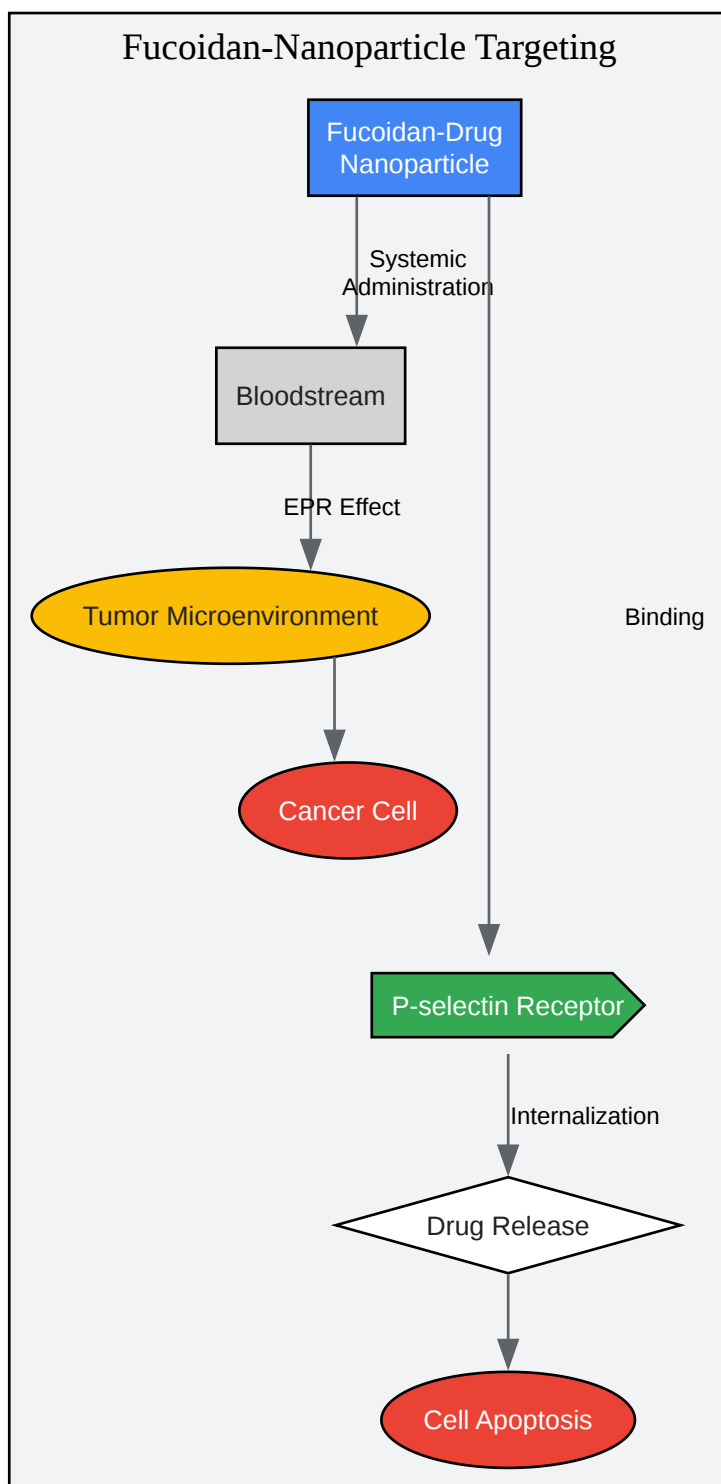 Fucoidan-Nanoparticle Targeting
Fucoidan-Drug
Nanoparticle
Systemic
Administration
Bloodstream
EPR Effect
Tumor Microenvironment
Binding
Cancer Cell
P-selectin Receptor
Internalization
Drug Release
Cell Apoptosis